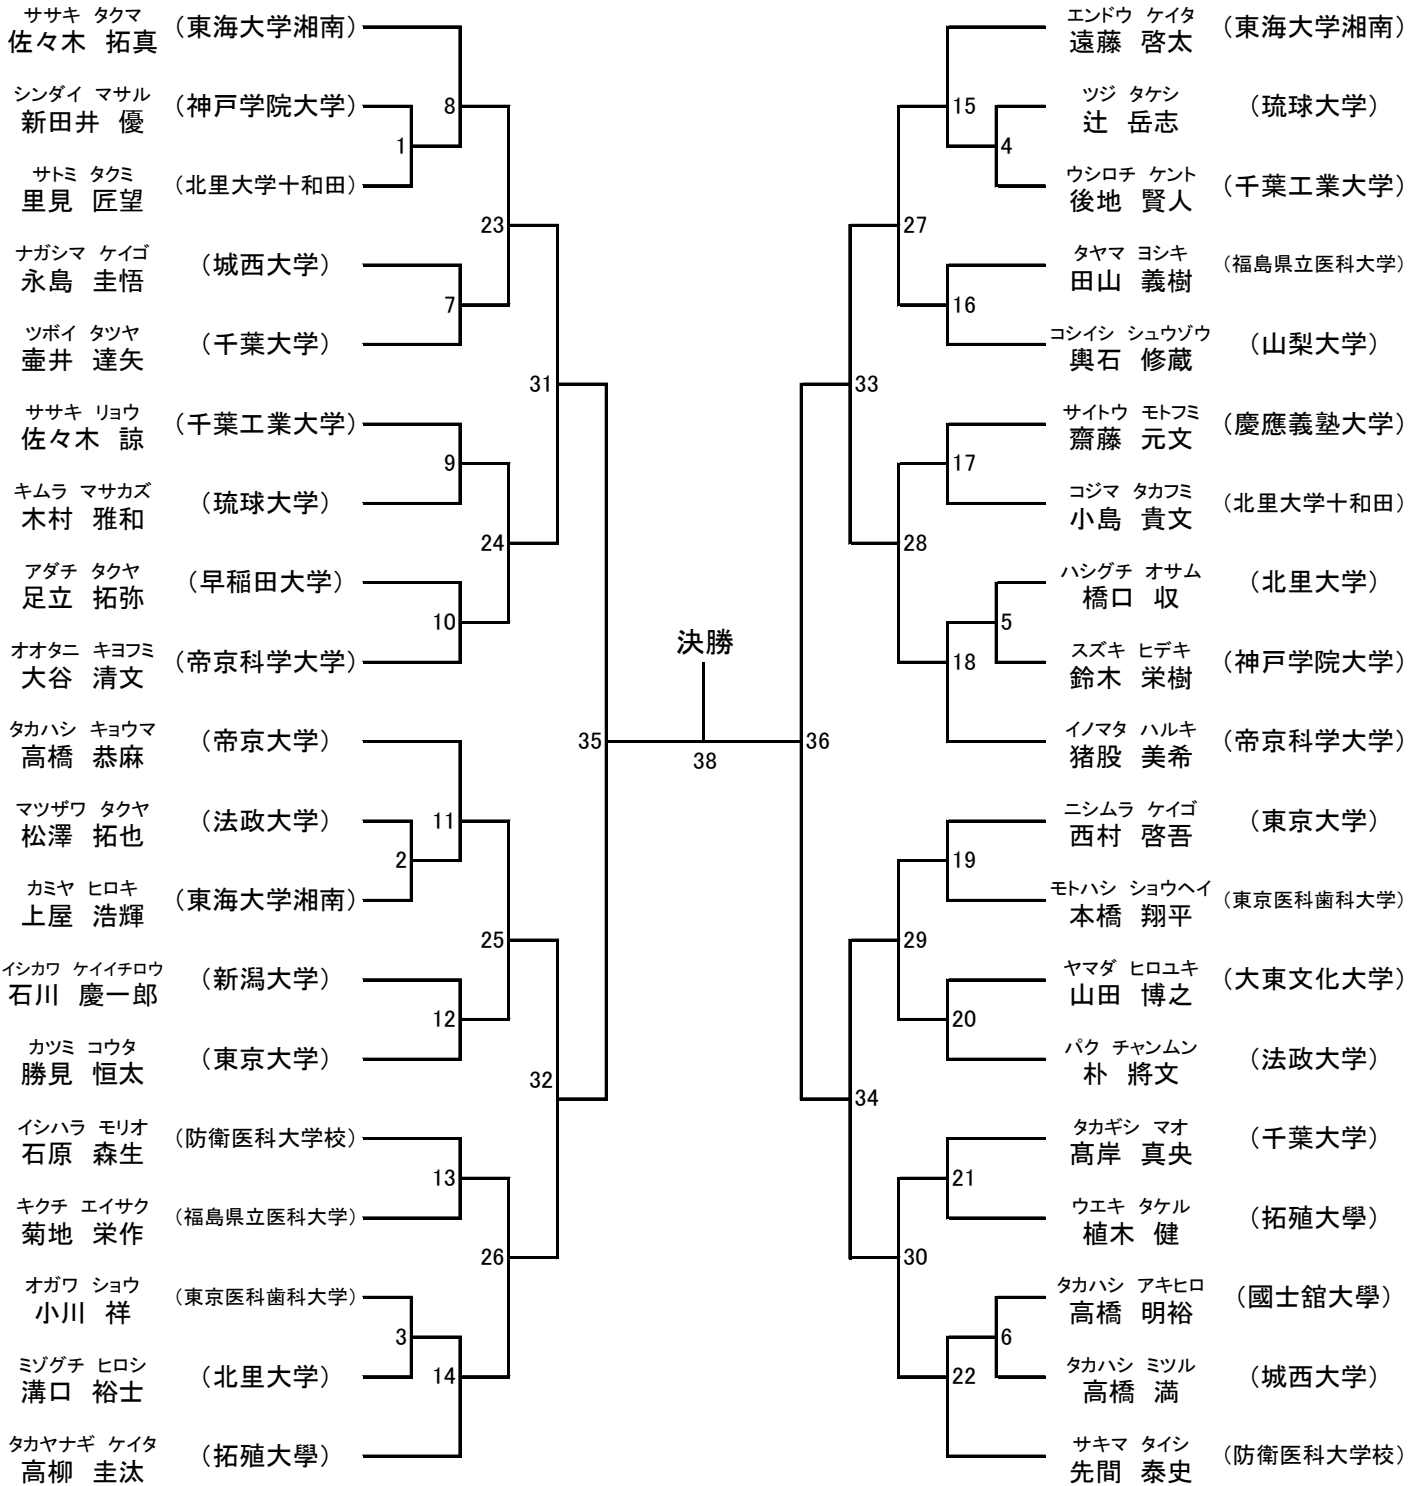 ササキ タクマ
佐々木 拓真 (東海大学湘南)
シンダイ マサル
新田井 優 (神戸学院大学)
サトミ タクミ
里見 匠望 (北里大学十和田)
ナガシマ ケイゴ
永島 圭悟 (城西大学)
ツボイ タツヤ
壷井 達矢 (千葉大学)
ササキ リョウ
佐々木 諒 (千葉工業大学)
キムラ マサカズ
木村 雅和 (琉球大学)
アダチ タクヤ
足立 拓弥 (早稲田大学)
オオタニ キヨフミ
大谷 清文 (帝京科学大学)
タカハシ キョウマ
高橋 恭麻 (帝京大学)
マツザワ タクヤ
松澤 拓也 (法政大学)
カミヤ ヒロキ
上屋 浩輝 (東海大学湘南)
イシカワ ケイイチロウ
石川 慶一郎 (新潟大学)
カツミ コウタ
勝見 恒太 (東京大学)
イシハラ モリオ
石原 森生 (防衛医科大学校)
キクチ エイサク
菊地 栄作 (福島県立医科大学)
オガワ ショウ
小川 祥 (東京医科歯科大学)
ミゾグチ ヒロシ
溝口 裕士 (北里大学)
タカヤナギ ケイタ
高柳 圭汰 (拓殖大學)
1
2
3
8
7
9
10
11
12
13
14
23
24
25
26
31
32
35
決勝
38
36
33
34
27
28
29
30
15
16
17
18
19
20
21
22
4
5
6
エンドウ ケイタ
遠藤 啓太 (東海大学湘南)
ツジ タケシ
辻 岳志 (琉球大学)
ウシロチ ケント
後地 賢人 (千葉工業大学)
タヤマ ヨシキ
田山 義樹 (福島県立医科大学)
コシイシ シュウゾウ
輿石 修蔵 (山梨大学)
サイトウ モトフミ
齋藤 元文 (慶應義塾大学)
コジマ タカフミ
小島 貴文 (北里大学十和田)
ハシグチ オサム
橋口 収 (北里大学)
スズキ ヒデキ
鈴木 栄樹 (神戸学院大学)
イノマタ ハルキ
猪股 美希 (帝京科学大学)
ニシムラ ケイゴ
西村 啓吾 (東京大学)
モトハシ ショウヘイ
本橋 翔平 (東京医科歯科大学)
ヤマダ ヒロユキ
山田 博之 (大東文化大学)
パク チャンムン
朴 將文 (法政大学)
タカギシ マオ
髙岸 真央 (千葉大学)
ウエキ タケル
植木 健 (拓殖大學)
タカハシ アキヒロ
高橋 明裕 (國士舘大學)
タカハシ ミツル
高橋 満 (城西大学)
サキマ タイシ
先間 泰史 (防衛医科大学校)